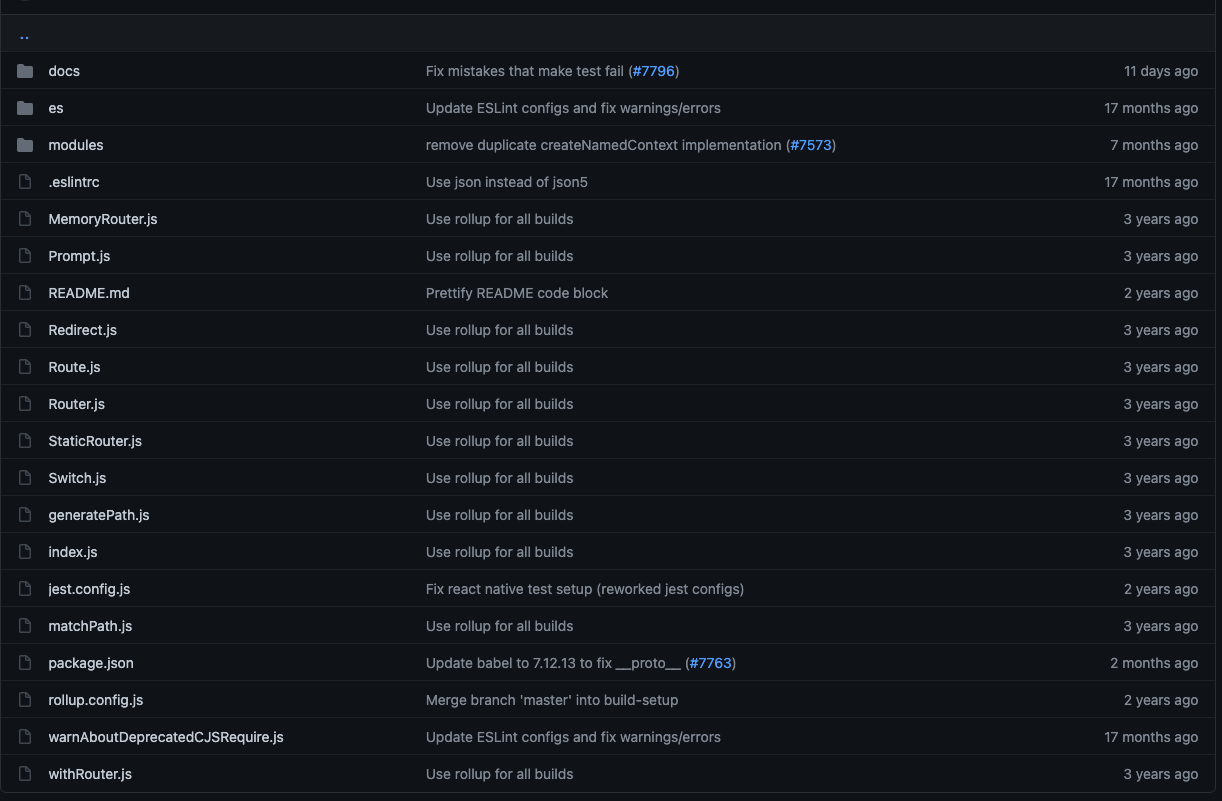 ..
docs Fix mistakes that make test fail (#7796) 11 days ago
es Update ESLint configs and fix warnings/errors 17 months ago
modules remove duplicate createNamedContext implementation (#7573) 7 months ago
.eslintrc Use json instead of json5 17 months ago
MemoryRouter.js Use rollup for all builds 3 years ago
Prompt.js Use rollup for all builds 3 years ago
README.md Prettify README code block 2 years ago
Redirect.js Use rollup for all builds 3 years ago
Route.js Use rollup for all builds 3 years ago
Router.js Use rollup for all builds 3 years ago
StaticRouter.js Use rollup for all builds 3 years ago
Switch.js Use rollup for all builds 3 years ago
generatePath.js Use rollup for all builds 3 years ago
index.js Use rollup for all builds 3 years ago
jest.config.js Fix react native test setup (reworked jest configs) 2 years ago
matchPath.js Use rollup for all builds 3 years ago
package.json Update babel to 7.12.13 to fix __proto__ (#7763) 2 months ago
rollup.config.js Merge branch 'master' into build-setup 2 years ago
warnAboutDeprecatedCJSRequire.js Update ESLint configs and fix warnings/errors 17 months ago
withRouter.js Use rollup for all builds 3 years ago